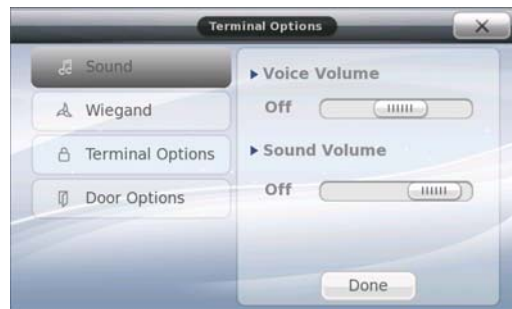 Terminal Options
Sound
Wiegand
Terminal Options
Door Options
Voice Volume
Off
Sound Volume
Off
Done